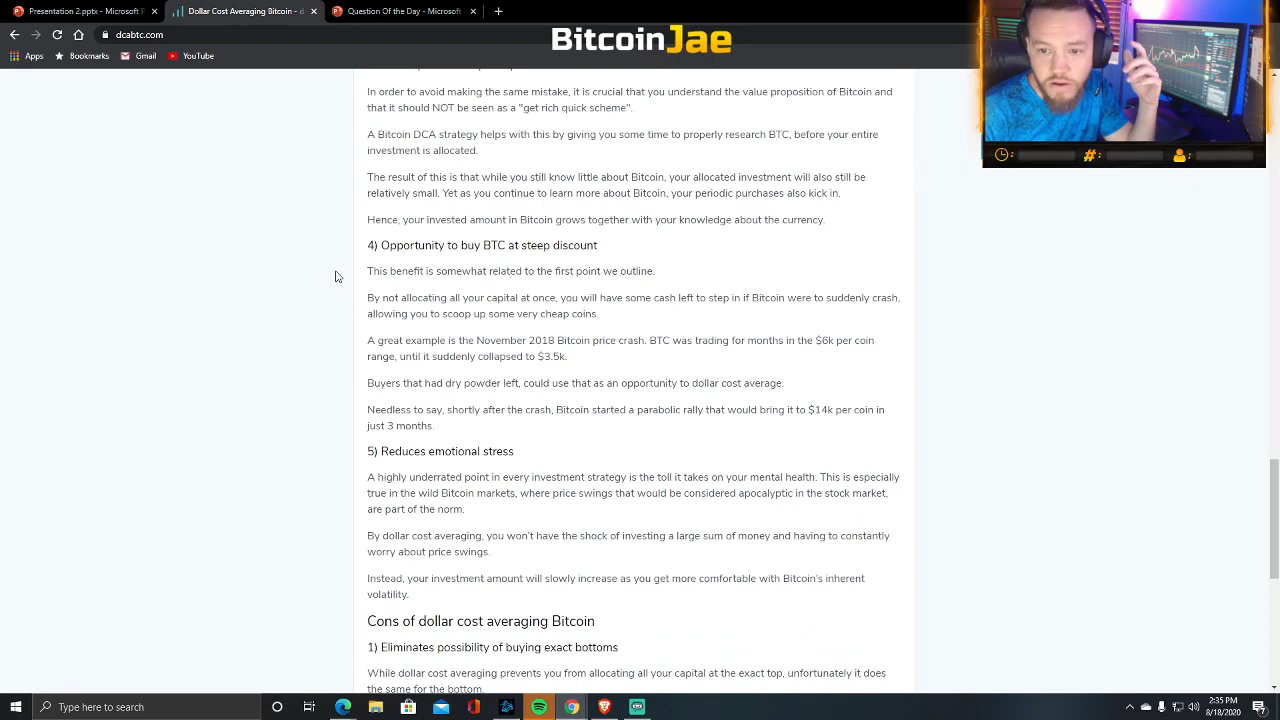 Presentation 2.pptx - Microsoft P
Dollar Cost Averaging Bitcoin
Question Of the Day - Microsoft
Apps
Bookmarks
Gmail
YouTube
BitcoinJae
In order to avoid making the same mistake, it is crucial that you understand the value proposition of Bitcoin and
that it should NOT be seen as a "get rich quick scheme".
A Bitcoin DCA strategy helps with this by giving you some time to properly research BTC, before your entire
investment is allocated.
The result of this is that while you still know little about Bitcoin, your allocated investment will also still be
relatively small. Yet as you continue to learn more about Bitcoin, your periodic purchases also kick in.
Hence, your invested amount in Bitcoin grows together with your knowledge about the currency.
4) Opportunity to buy BTC at steep discount
This benefit is somewhat related to the first point we outline.
By not allocating all your capital at once, you will have some cash left to step in if Bitcoin were to suddenly crash,
allowing you to scoop up some very cheap coins.
A great example is the November 2018 Bitcoin price crash. BTC was trading for months in the $6k per coin
range, until it suddenly collapsed to $3.5k.
Buyers that had dry powder left, could use that as an opportunity to dollar cost average.
Needless to say, shortly after the crash, Bitcoin started a parabolic rally that would bring it to $14k per coin in
just 3 months.
5) Reduces emotional stress
A highly underrated point in every investment strategy is the toll it takes on your mental health. This is especially
true in the wild Bitcoin markets, where price swings that would be considered apocalyptic in the stock market,
are part of the norm.
By dollar cost averaging, you won't have the shock of investing a large sum of money and having to constantly
worry about price swings.
Instead, your investment amount will slowly increase as you get more comfortable with Bitcoin's inherent
volatility.
Cons of dollar cost averaging Bitcoin
1) Eliminates possibility of buying exact bottoms
While dollar cost averaging prevents you from allocating all your capital at the exact top, unfortunately it does
the same for the bottom.
Type here to search
2:35 PM
8/18/2020